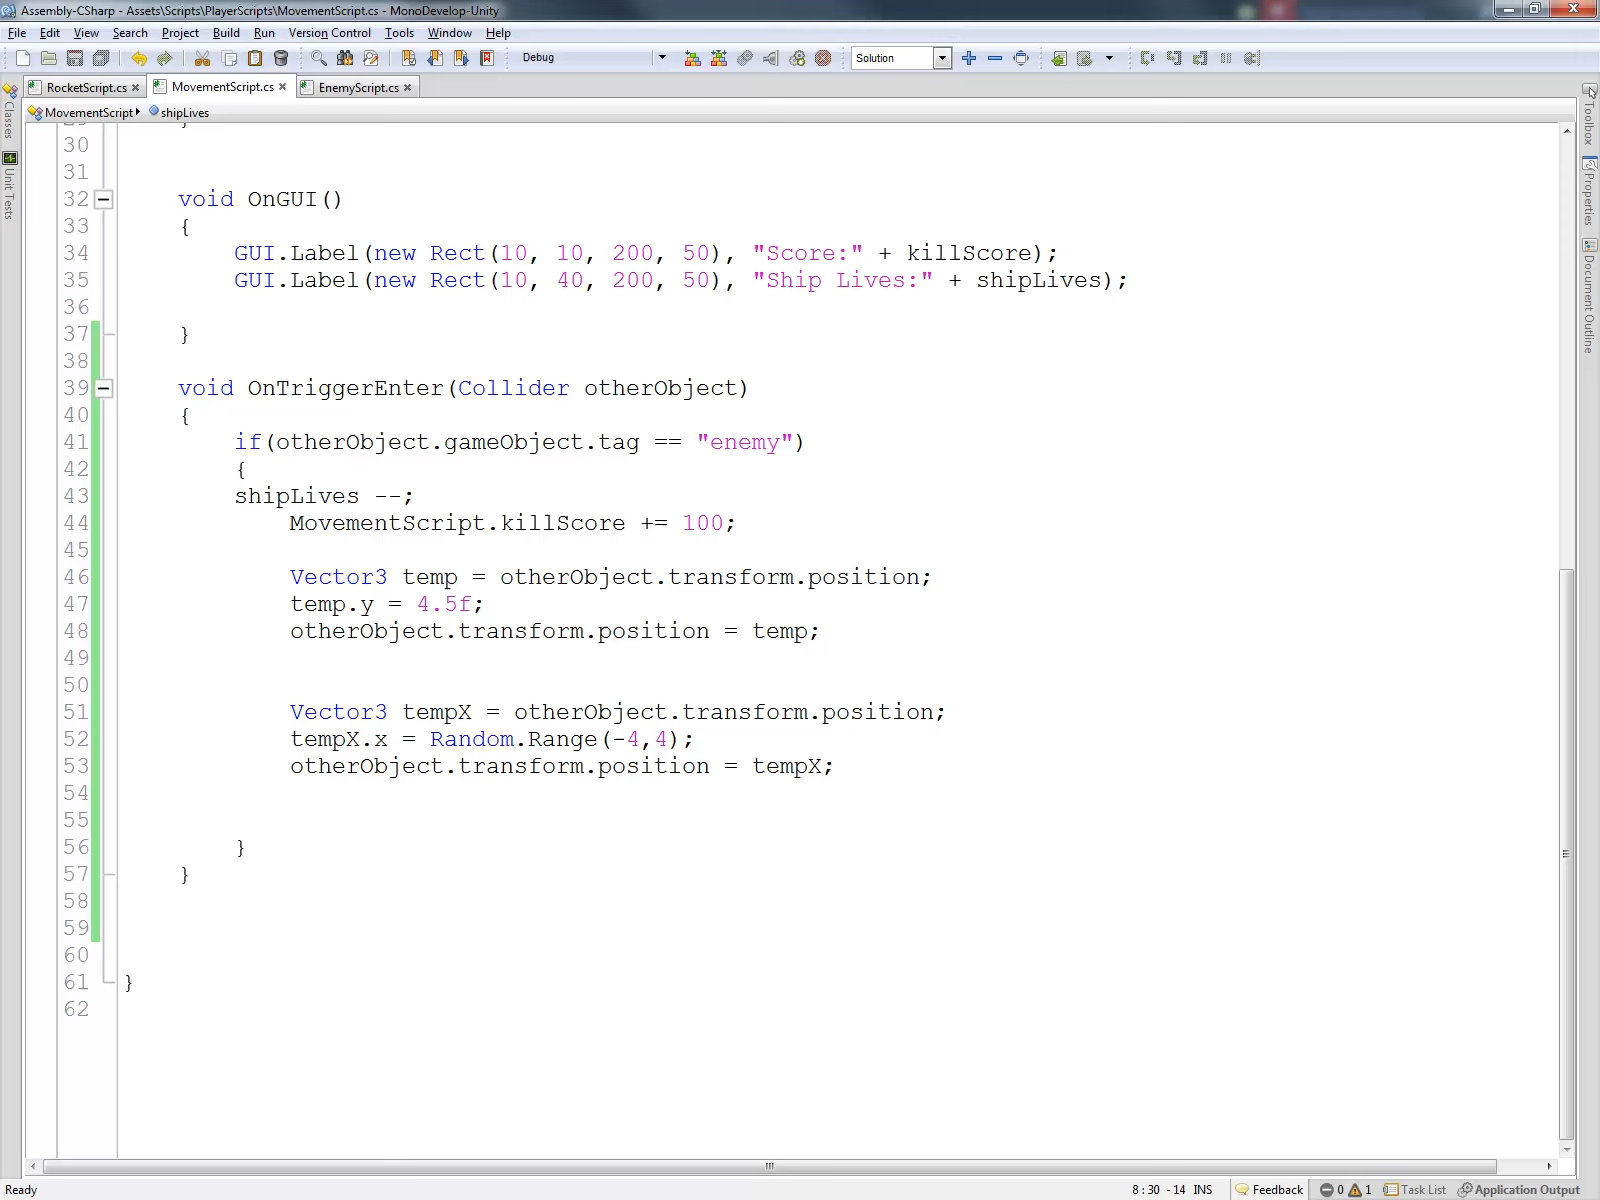 Assembly-CSharp - Assets\Scripts\PlayerScripts\MovementScript.cs - MonoDevelop-Unity
File Edit View Search Project Build Run Version Control Tools Window Help
Debug Solution
RocketScript.cs MovementScript.cs EnemyScript.cs
MovementScript shipLives
Classes
Unit Tests
Toolbox
Properties
Document Outline
30
31
32 void OnGUI()
33 {
34 GUI.Label(new Rect(10, 10, 200, 50), "Score:" + killScore);
35 GUI.Label(new Rect(10, 40, 200, 50), "Ship Lives:" + shipLives);
36
37 }
38
39 void OnTriggerEnter(Collider otherObject)
40 {
41 if(otherObject.gameObject.tag == "enemy")
42 {
43 shipLives --;
44 MovementScript.killScore += 100;
45
46 Vector3 temp = otherObject.transform.position;
47 temp.y = 4.5f;
48 otherObject.transform.position = temp;
49
50
51 Vector3 tempX = otherObject.transform.position;
52 tempX.x = Random.Range(-4,4);
53 otherObject.transform.position = tempX;
54
55
56 }
57 }
58
59
60
61 }
62
Ready 8 : 30 - 14 INS Feedback 0 1 Task List Application Output